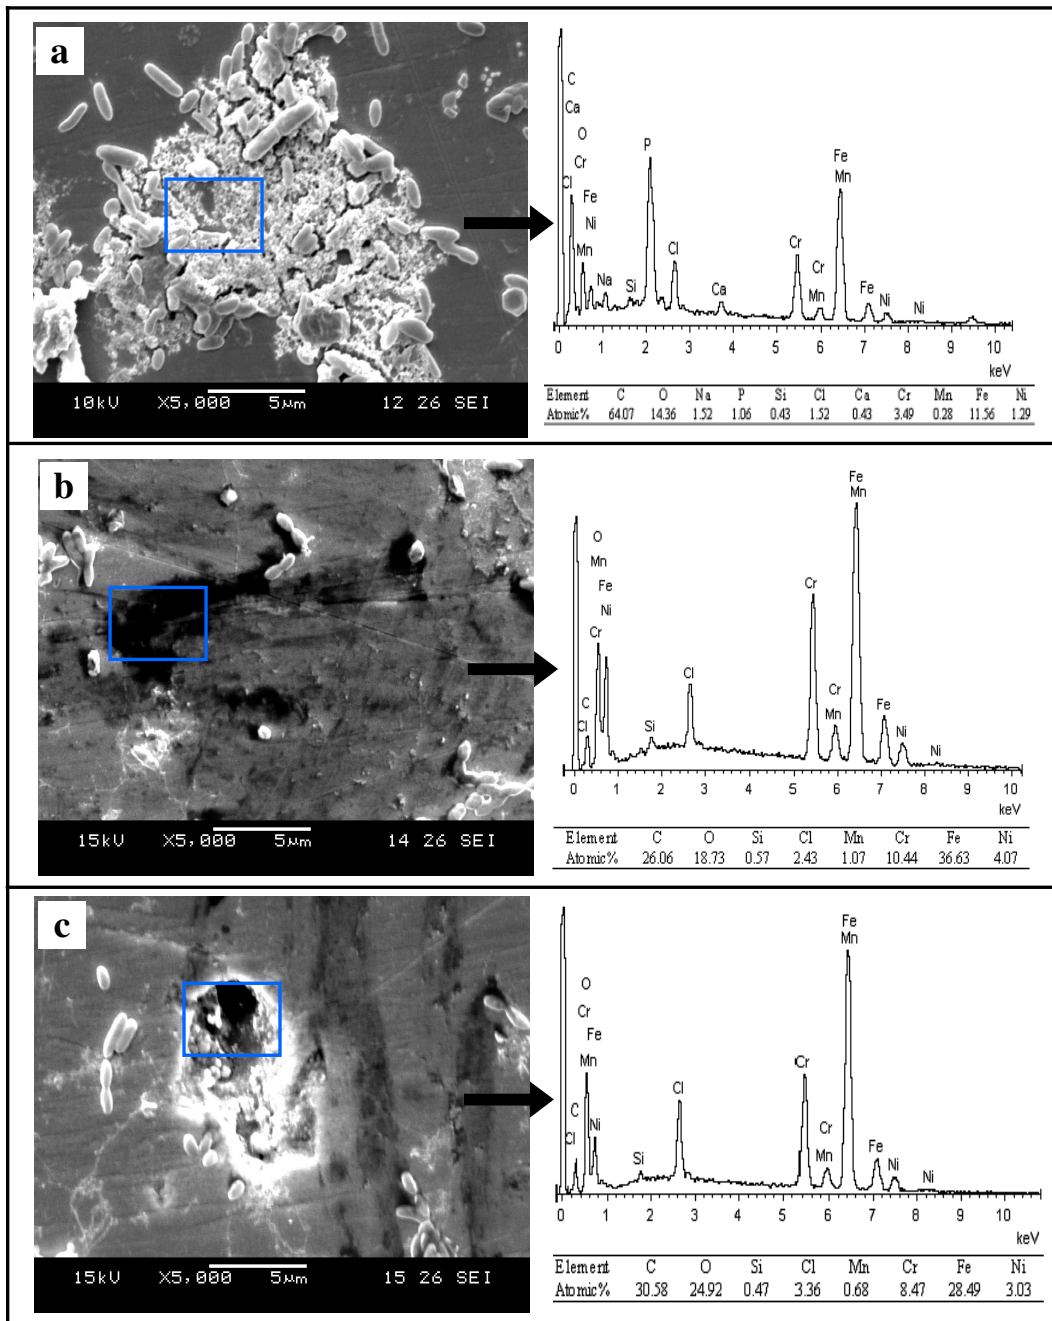 a
10kV X5,000 5µm 12 26 SEI
C
Ca
O
Cr
Cl
Fe
Ni
Mn
Na
Si
P
Cl
Ca
Cr
Cr
Mn
Fe
Mn
Fe
Ni
Ni
0 1 2 3 4 5 6 7 8 9 10
keV
Element C O Na P Si Cl Ca Cr Mn Fe Ni
Atomic% 64.07 14.36 1.52 1.06 0.43 1.52 0.43 3.49 0.28 11.56 1.29
b
15kV X5,000 5µm 14 26 SEI
O
Mn
Fe
Ni
Cr
C
Cl
Si
Cl
Cr
Cr
Mn
Fe
Mn
Fe
Ni
Ni
0 1 2 3 4 5 6 7 8 9 10
keV
Element C O Si Cl Mn Cr Fe Ni
Atomic% 26.06 18.73 0.57 2.43 1.07 10.44 36.63 4.07
c
15kV X5,000 5µm 15 26 SEI
O
Cr
Fe
Mn
C
Cl
Ni
Si
Cl
Cr
Cr
Mn
Fe
Mn
Fe
Ni
Ni
0 1 2 3 4 5 6 7 8 9 10
keV
Element C O Si Cl Mn Cr Fe Ni
Atomic% 30.58 24.92 0.47 3.36 0.68 8.47 28.49 3.03